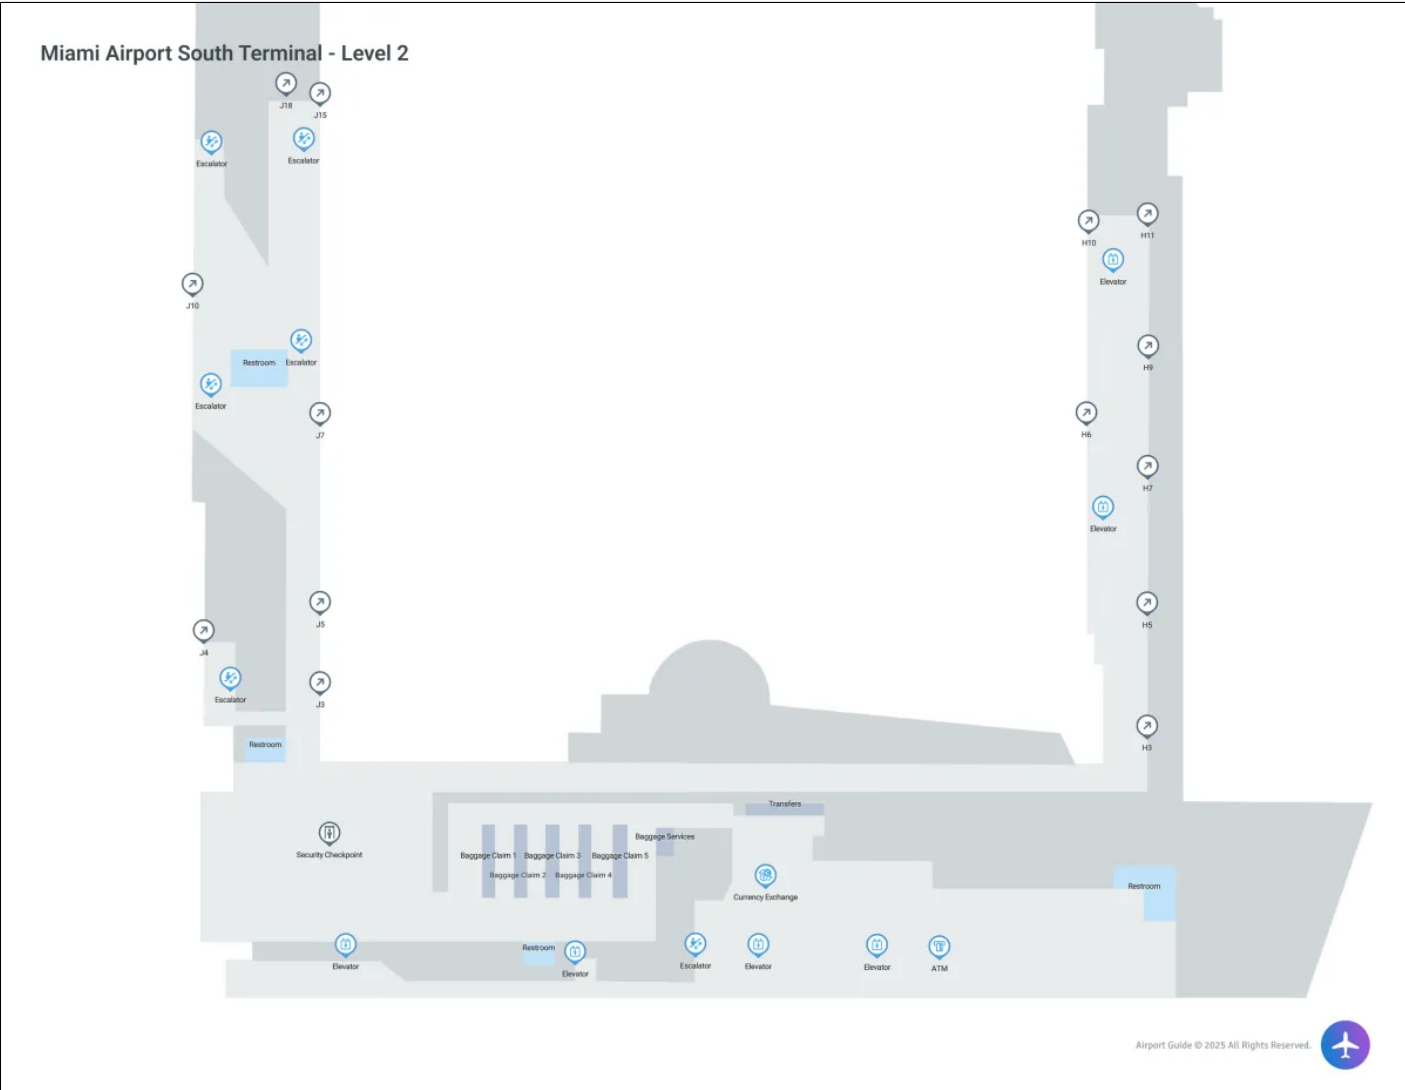 Miami Airport South Terminal - Level 2
J18
J15
Escalator
Escalator
H10
H11
Elevator
J10
Restroom
Escalator
H9
Escalator
J7
H6
H7
Elevator
J5
H5
J4
Escalator
J3
H3
Restroom
Transfers
Baggage Services
Security Checkpoint
Baggage Claim 1
Baggage Claim 3
Baggage Claim 5
Baggage Claim 2
Baggage Claim 4
Currency Exchange
Restroom
Elevator
Restroom
Elevator
Escalator
Elevator
Elevator
ATM
Airport Guide © 2025 All Rights Reserved.